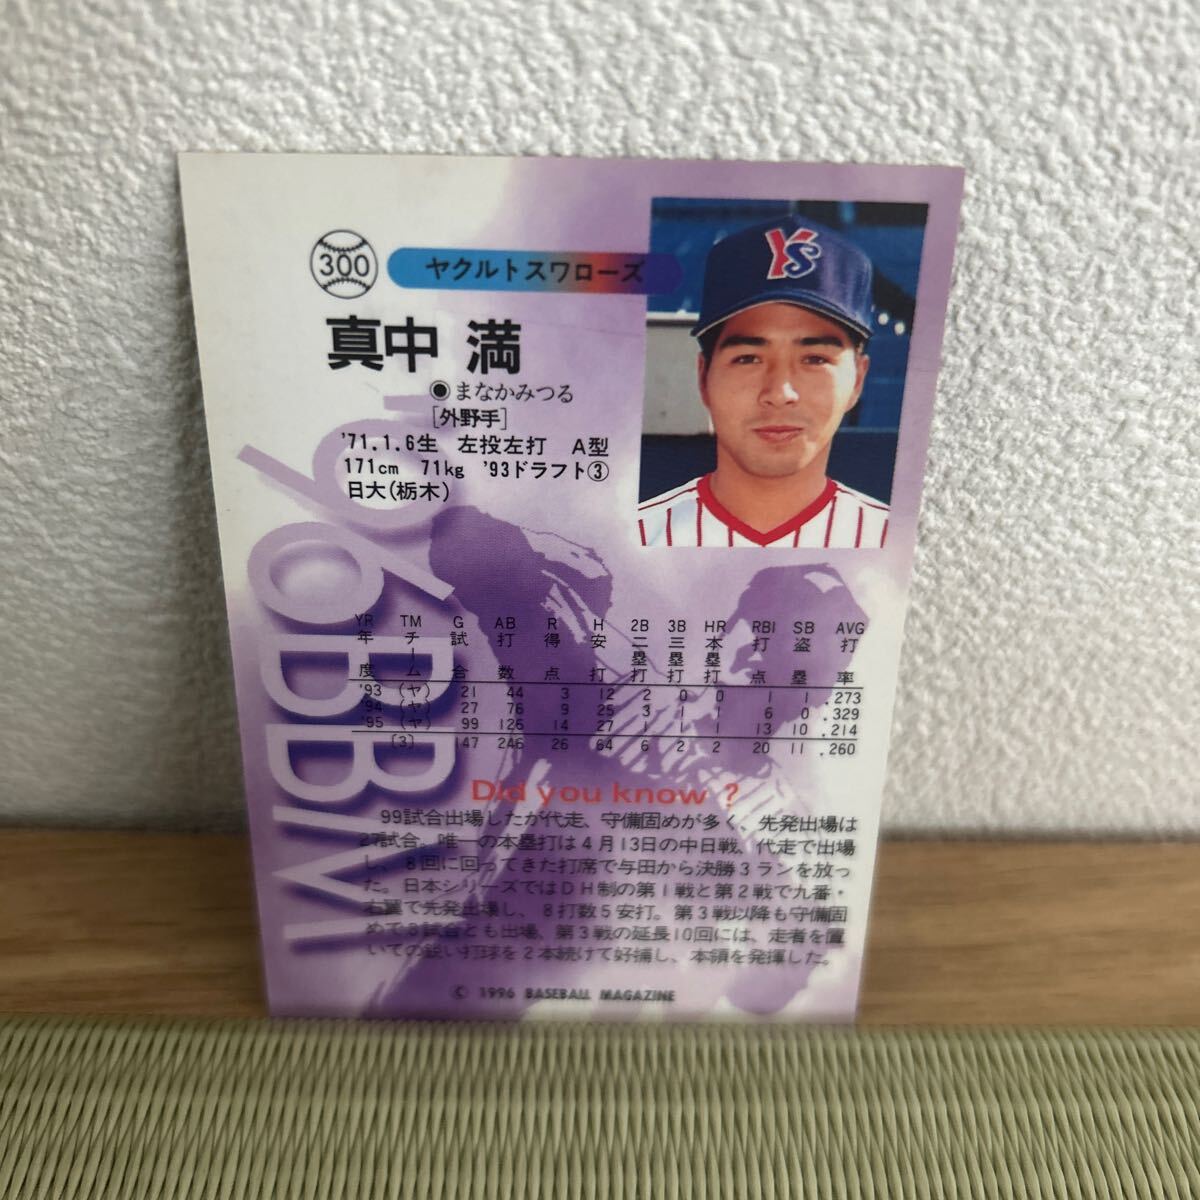 300 ヤクルトスワローズ
YS
真中 満
●まなかみつる
[外野手]
'71.1.6生 左投左打 A型
171cm 71kg '93ドラフト③
日大(栃木)
'96BBM
YR TM G AB R H 2B 3B HR RBI SB AVG
年度 チーム 試合 打数 得点 安打 二塁打 三塁打 本塁打 打点 盗塁 打率
'93 (ヤ) 21 44 3 12 2 0 0 1 1 .273
'94 (ヤ) 27 76 9 25 3 1 1 6 0 .329
'95 (ヤ) 99 126 14 27 1 1 1 13 10 .214
[3] 147 246 26 64 6 2 2 20 11 .260
Did you know ?
99試合出場したが代走、守備固めが多く、先発出場は
27試合。唯一の本塁打は4月13日の中日戦、代走で出場
し、8回に回ってきた打席で与田から決勝3ランを放っ
た。日本シリーズではDH制の第1戦と第2戦で九番・
右翼で先発出場し、8打数5安打。第3戦以降も守備固
めで 試合とも出場、第3戦の延長10回には、走者を置
いての鋭い打球を2本続けて好捕し、本領を発揮した。
© 1996 BASEBALL MAGAZINE